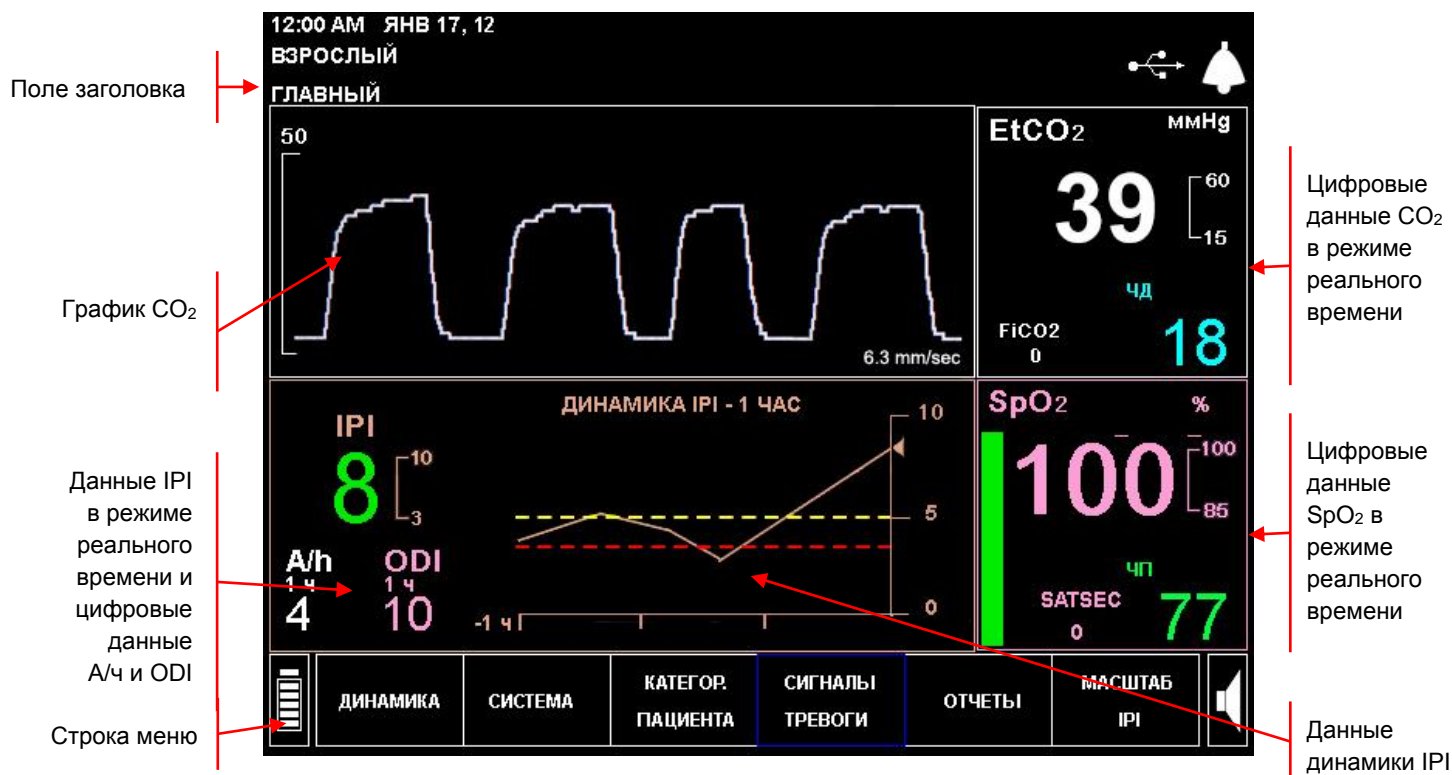 12:00 AM ЯНВ 17, 12
ВЗРОСЛЫЙ
ГЛАВНЫЙ
Поле заголовка
График CO2
Данные IPI
в режиме
реального
времени и
цифровые
данные
А/ч и ODI
Строка меню
50
6.3 mm/sec
EtCO2 ммHg
39
60
15
ЧД
18
FiCO2
0
IPI
8
10
3
A/h
1 ч
4
ODI
1 ч
10
ДИНАМИКА IPI - 1 ЧАС
10
5
0
-1 ч
SpO2 %
100
100
85
ЧП
77
SATSEC
0
ДИНАМИКА
СИСТЕМА
КАТЕГОР.
ПАЦИЕНТА
СИГНАЛЫ
ТРЕВОГИ
ОТЧЕТЫ
МАСШТАБ
IPI
Цифровые
данные CO2
в режиме
реального
времени
Цифровые
данные
SpO2 в
режиме
реального
времени
Данные
динамики IPI